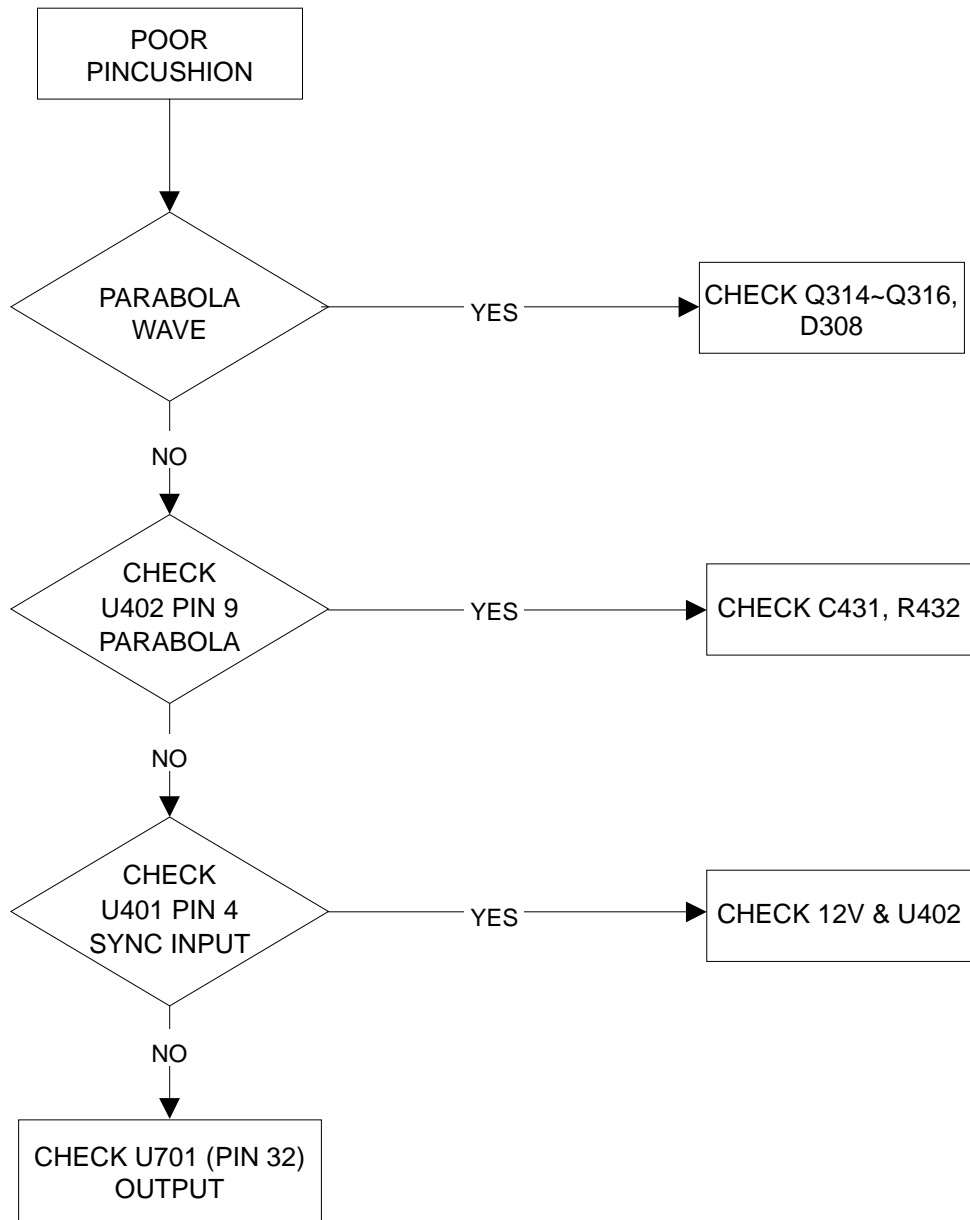 POOR
PINCUSHION
PARABOLA
WAVE
YES
CHECK Q314~Q316,
D308
NO
CHECK
U402 PIN 9
PARABOLA
YES
CHECK C431, R432
NO
CHECK
U401 PIN 4
SYNC INPUT
YES
CHECK 12V & U402
NO
CHECK U701 (PIN 32)
OUTPUT